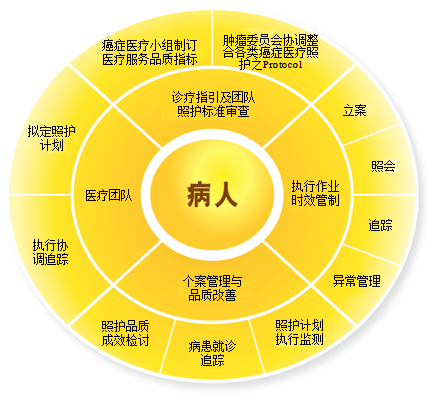 癌症医疗小组制订
医疗服务品质指标
肿瘤委员会协调整
合各类癌症医疗照
护之Protocol
诊疗指引及团队
照护标准审查
立案
照会
追踪
异常管理
执行作业
时效管制
拟定照护
计划
医疗团队
病人
执行协
调追踪
个案管理与
品质改善
照护品质
成效检讨
病患就诊
追踪
照护计划
执行监测